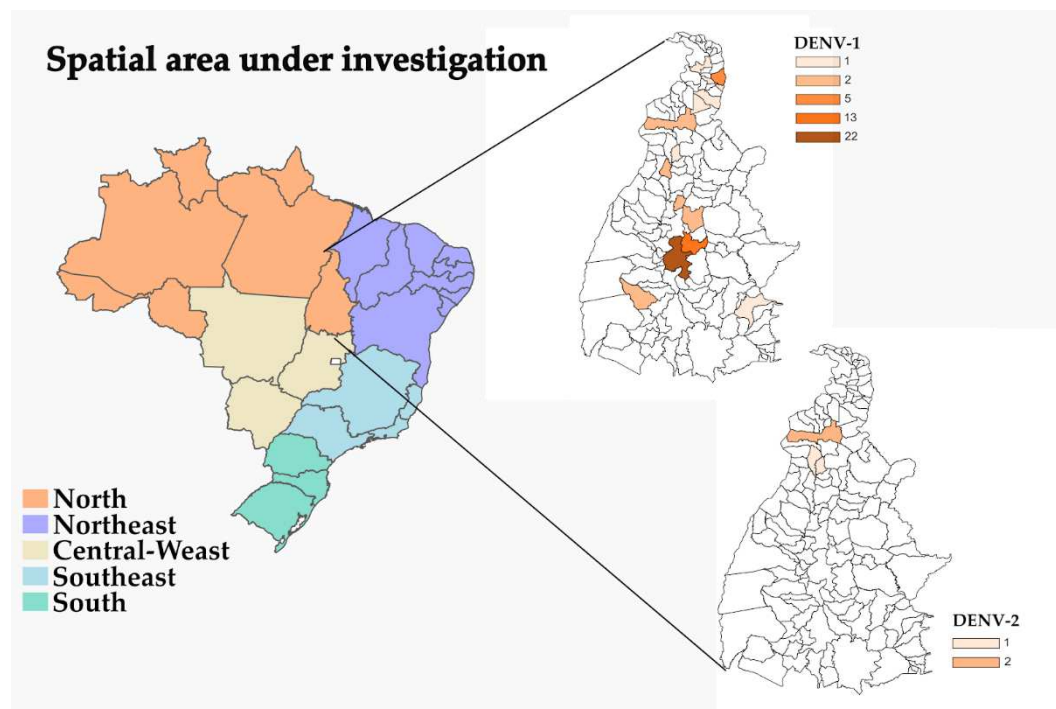 Spatial area under investigation
DENV-1
1
2
5
13
22
North
Northeast
Central-Weast
Southeast
South
DENV-2
1
2